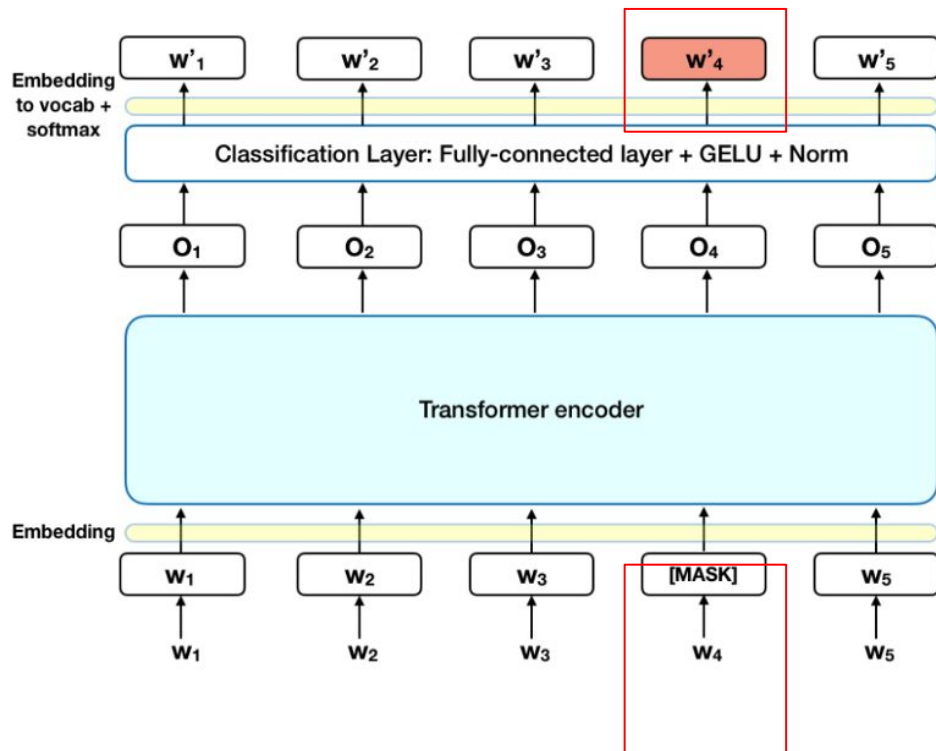 w'₁ w'₂ w'₃ w'₄ w'₅
Embedding
to vocab +
softmax
Classification Layer: Fully-connected layer + GELU + Norm
O₁ O₂ O₃ O₄ O₅
Transformer encoder
Embedding
w₁ w₂ w₃ [MASK] w₅
w₁ w₂ w₃ w₄ w₅